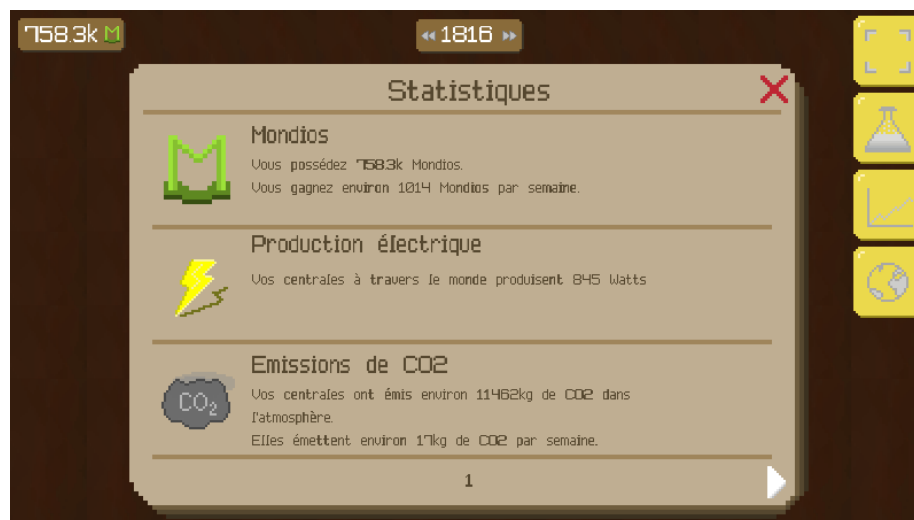 758.3k M
« 1816 »
Statistiques
Mondios
Vous possédez 758.3k Mondios.
Vous gagnez environ 1014 Mondios par semaine.
Production électrique
Vos centrales à travers le monde produisent 845 Watts
Emissions de CO2
CO₂
Vos centrales ont émis environ 11462kg de CO2 dans
l'atmosphère.
Elles émettent environ 17kg de CO2 par semaine.
1